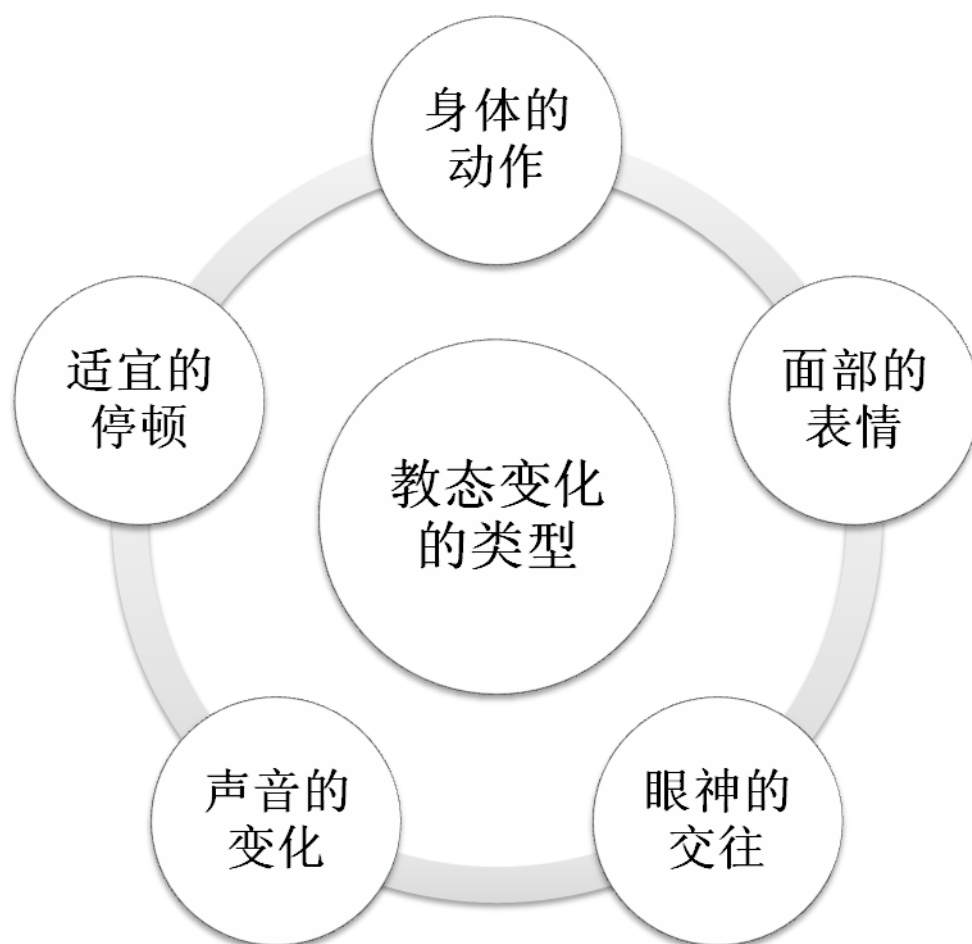 身体的
动作
面部的
表情
眼神的
交往
声音的
变化
适宜的
停顿
教态变化
的类型